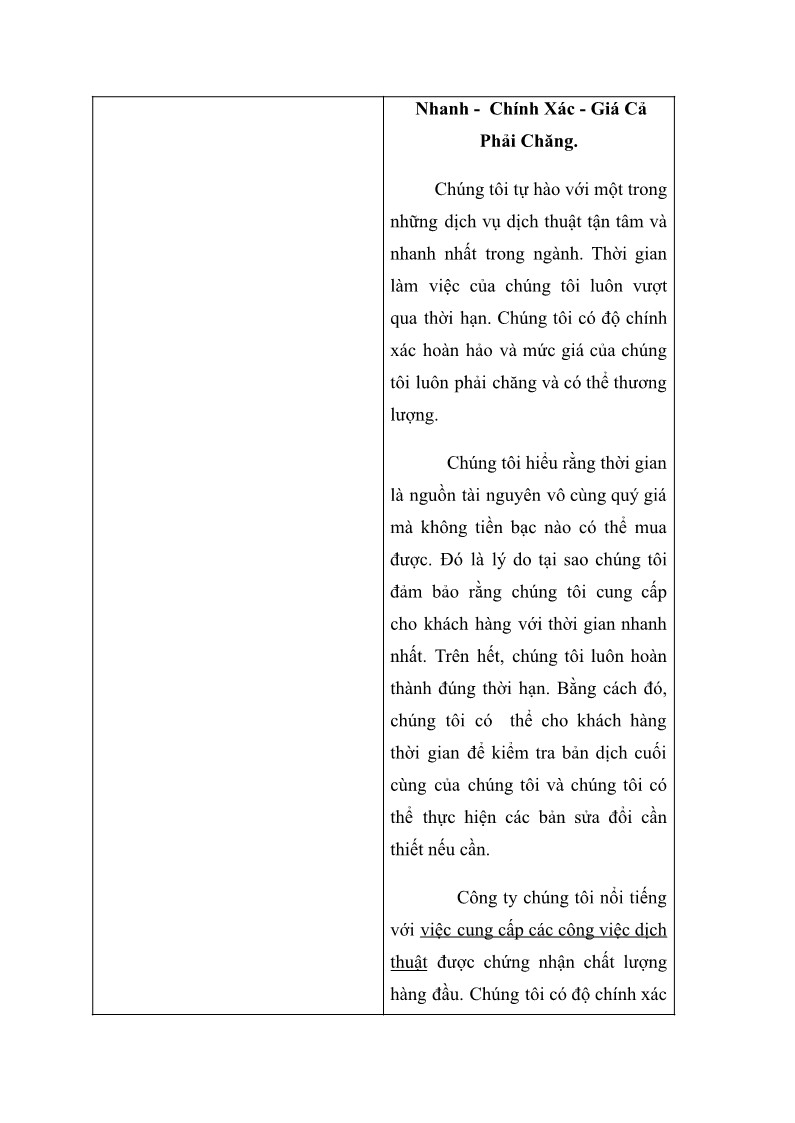 Nhanh -  Chính Xác - Giá Cả
Phải Chăng.
Chúng tôi tự hào với một trong
những dịch vụ dịch thuật tận tâm và
nhanh nhất trong ngành. Thời gian
làm việc của chúng tôi luôn vượt
qua thời hạn. Chúng tôi có độ chính
xác hoàn hảo và mức giá của chúng
tôi luôn phải chăng và có thể thương
lượng.
Chúng tôi hiểu rằng thời gian
là nguồn tài nguyên vô cùng quý giá
mà không tiền bạc nào có thể mua
được. Đó là lý do tại sao chúng tôi
đảm bảo rằng chúng tôi cung cấp
cho khách hàng với thời gian nhanh
nhất. Trên hết, chúng tôi luôn hoàn
thành đúng thời hạn. Bằng cách đó,
chúng tôi có  thể cho khách hàng
thời gian để kiểm tra bản dịch cuối
cùng của chúng tôi và chúng tôi có
thể thực hiện các bản sửa đổi cần
thiết nếu cần.
Công ty chúng tôi nổi tiếng
với việc cung cấp các công việc dịch
thuật được chứng nhận chất lượng
hàng đầu. Chúng tôi có độ chính xác